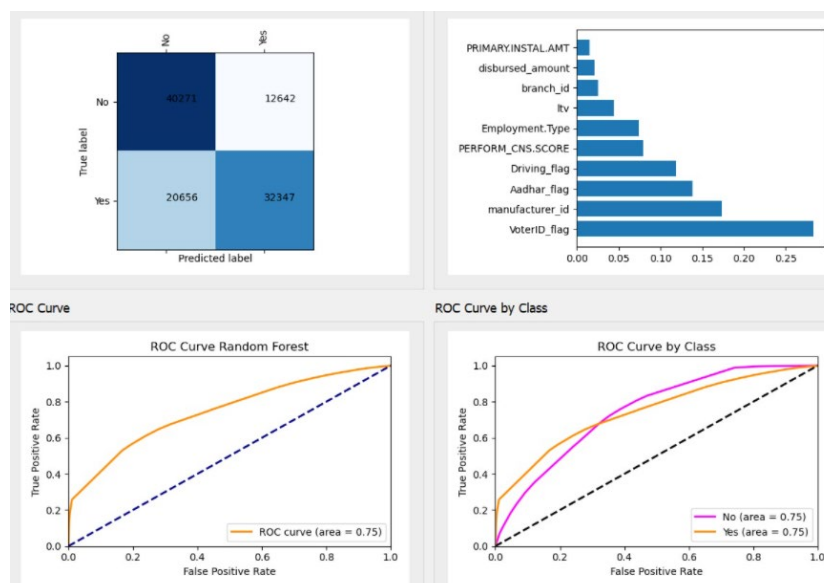 No
Yes
No
40271
12642
True label
Yes
20656
32347
Predicted label
PRIMARY.INSTAL.AMT
disbursed_amount
branch_id
ltv
Employment.Type
PERFORM_CNS.SCORE
Driving_flag
Aadhar_flag
manufacturer_id
VoterID_flag
0.00 0.05 0.10 0.15 0.20 0.25
ROC Curve
ROC Curve by Class
ROC Curve Random Forest
1.0
0.8
0.6
0.4
0.2
0.0
True Positive Rate
ROC curve (area = 0.75)
0.0 0.2 0.4 0.6 0.8 1.0
False Positive Rate
ROC Curve by Class
1.0
0.8
0.6
0.4
0.2
0.0
True Positive Rate
No (area = 0.75)
Yes (area = 0.75)
0.0 0.2 0.4 0.6 0.8 1.0
False Positive Rate